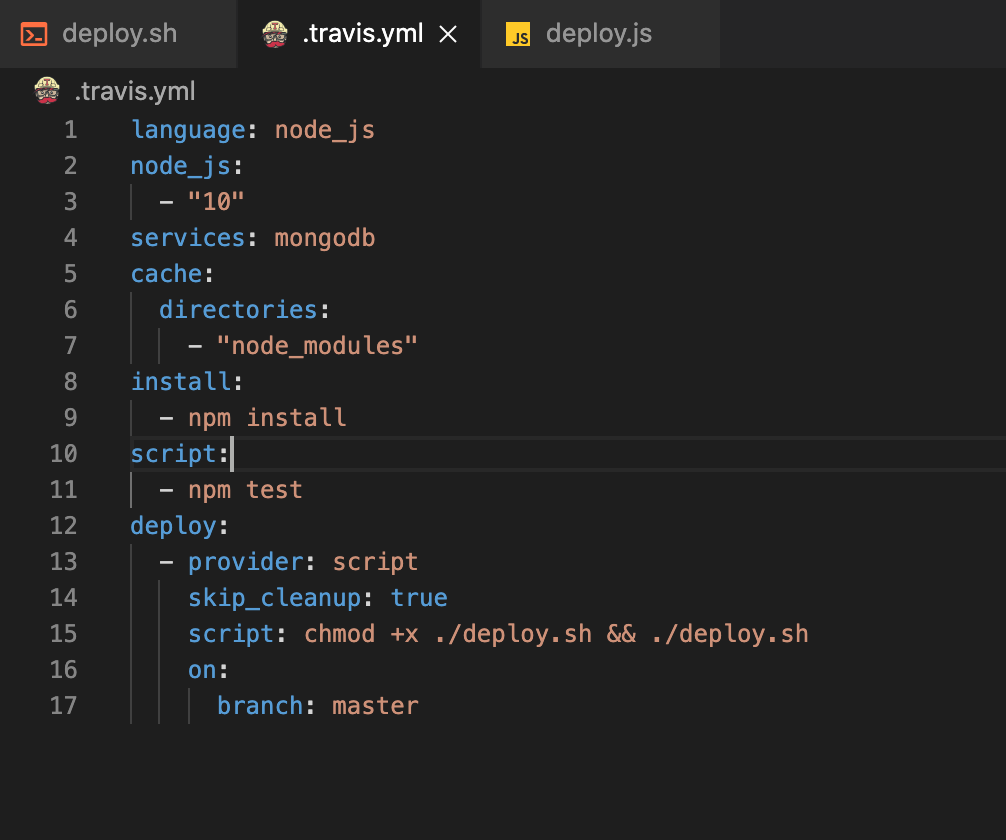 deploy.sh .travis.yml deploy.js
.travis.yml
1 language: node_js
2 node_js:
3   - "10"
4 services: mongodb
5 cache:
6   directories:
7     - "node_modules"
8 install:
9   - npm install
10 script:
11   - npm test
12 deploy:
13   - provider: script
14     skip_cleanup: true
15     script: chmod +x ./deploy.sh && ./deploy.sh
16     on:
17       branch: master